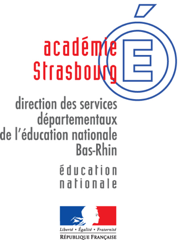 académie
Strasbourg
É
direction des services
départementaux
de l'éducation nationale
Bas-Rhin
éducation
nationale
Liberté • Égalité • Fraternité
RÉPUBLIQUE FRANÇAISE